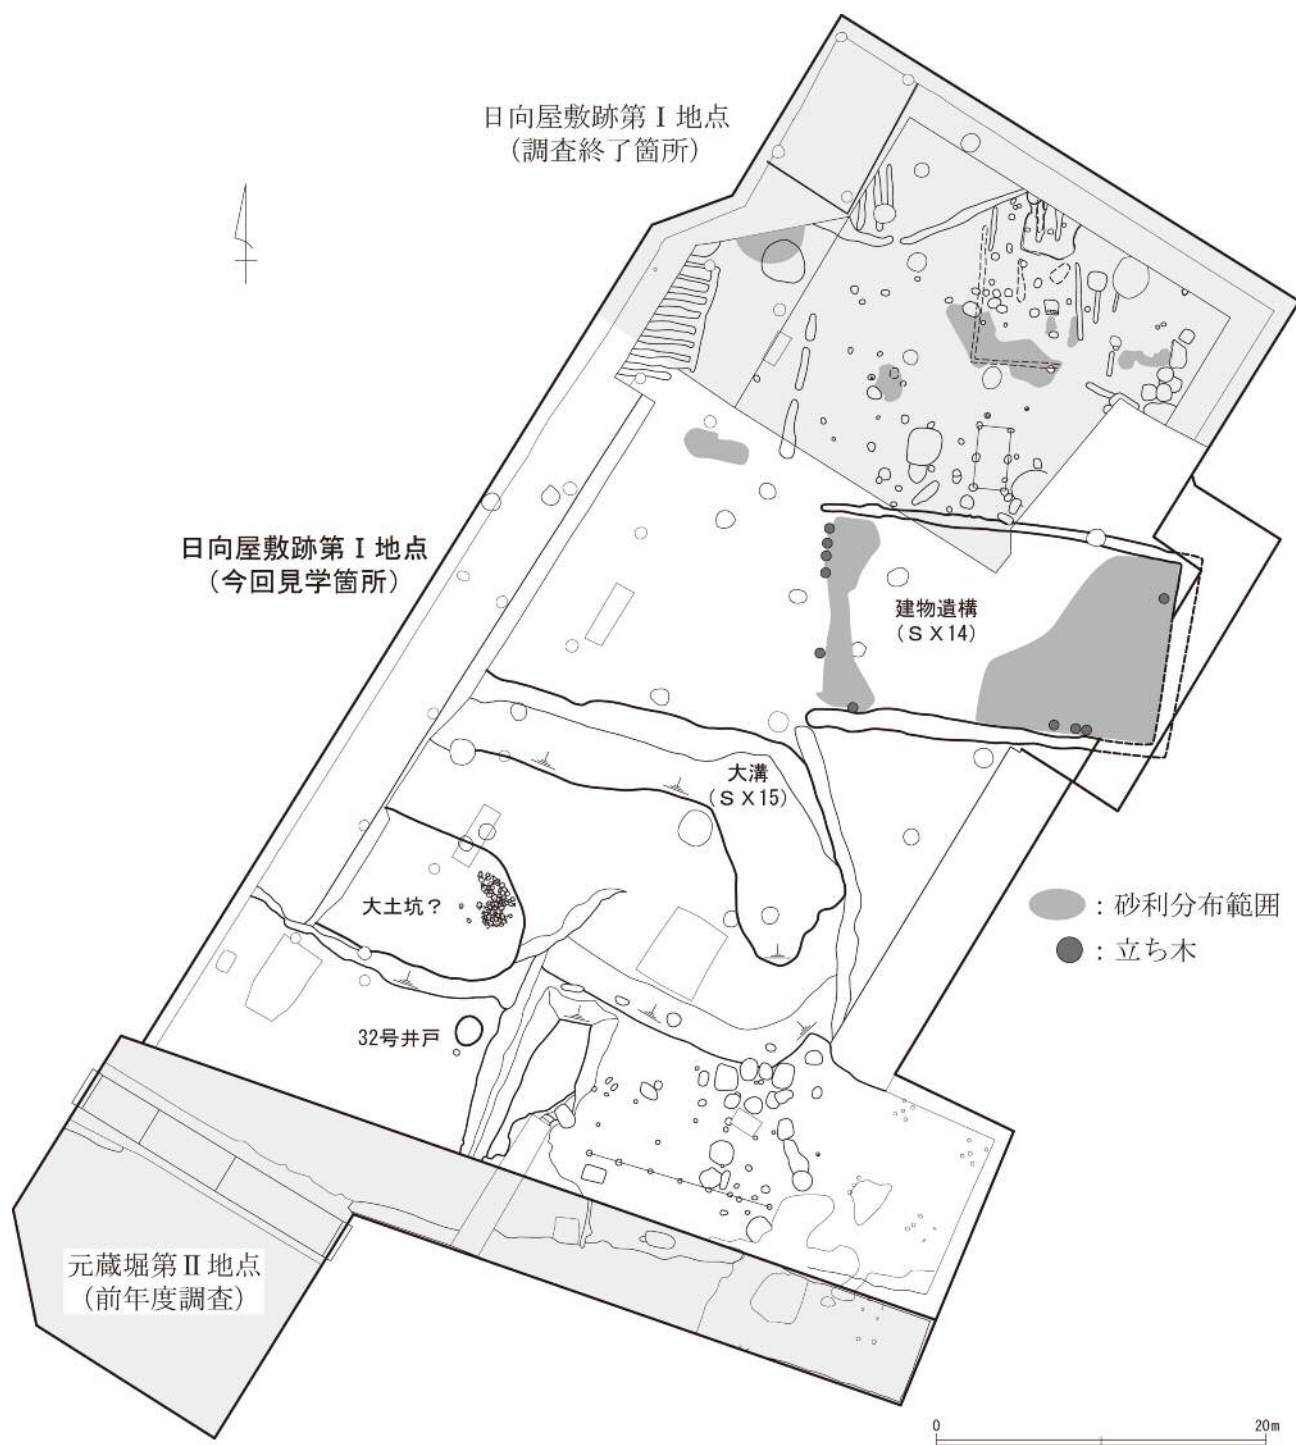 日向屋敷跡第Ⅰ地点
（調査終了箇所）
日向屋敷跡第Ⅰ地点
（今回見学箇所）
建物遺構
（ＳＸ14）
大溝
（ＳＸ15）
大土坑？
：砂利分布範囲
：立ち木
32号井戸
元蔵堀第Ⅱ地点
（前年度調査）
0 20m